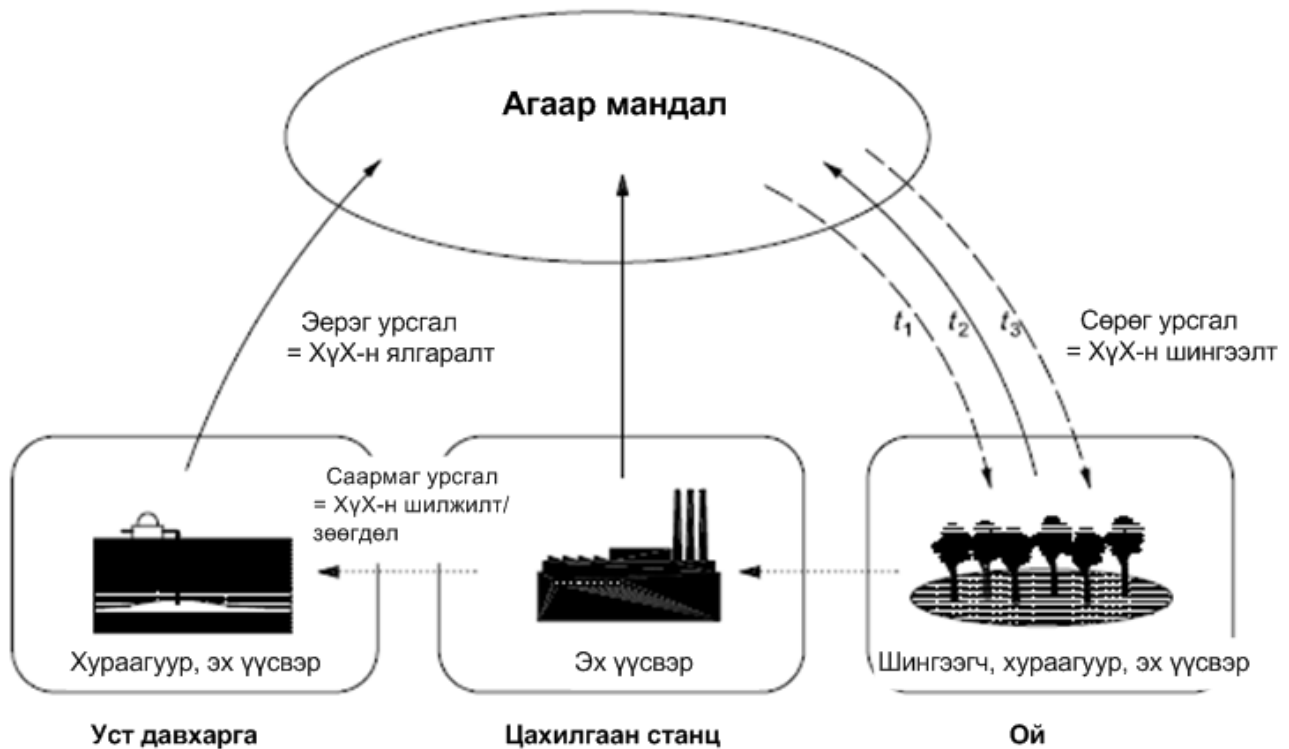 Агаар мандал
Эерэг урсгал
= ХүХ-н ялгаралт
t1
t2
t3
Сөрөг урсгал
= ХүХ-н шингээлт
Саармаг урсгал
= ХүХ-н шилжилт/
зөөгдөл
Хураагуур, эх үүсвэр
Эх үүсвэр
Шингээгч, хураагуур, эх үүсвэр
Уст давхарга
Цахилгаан станц
Ой